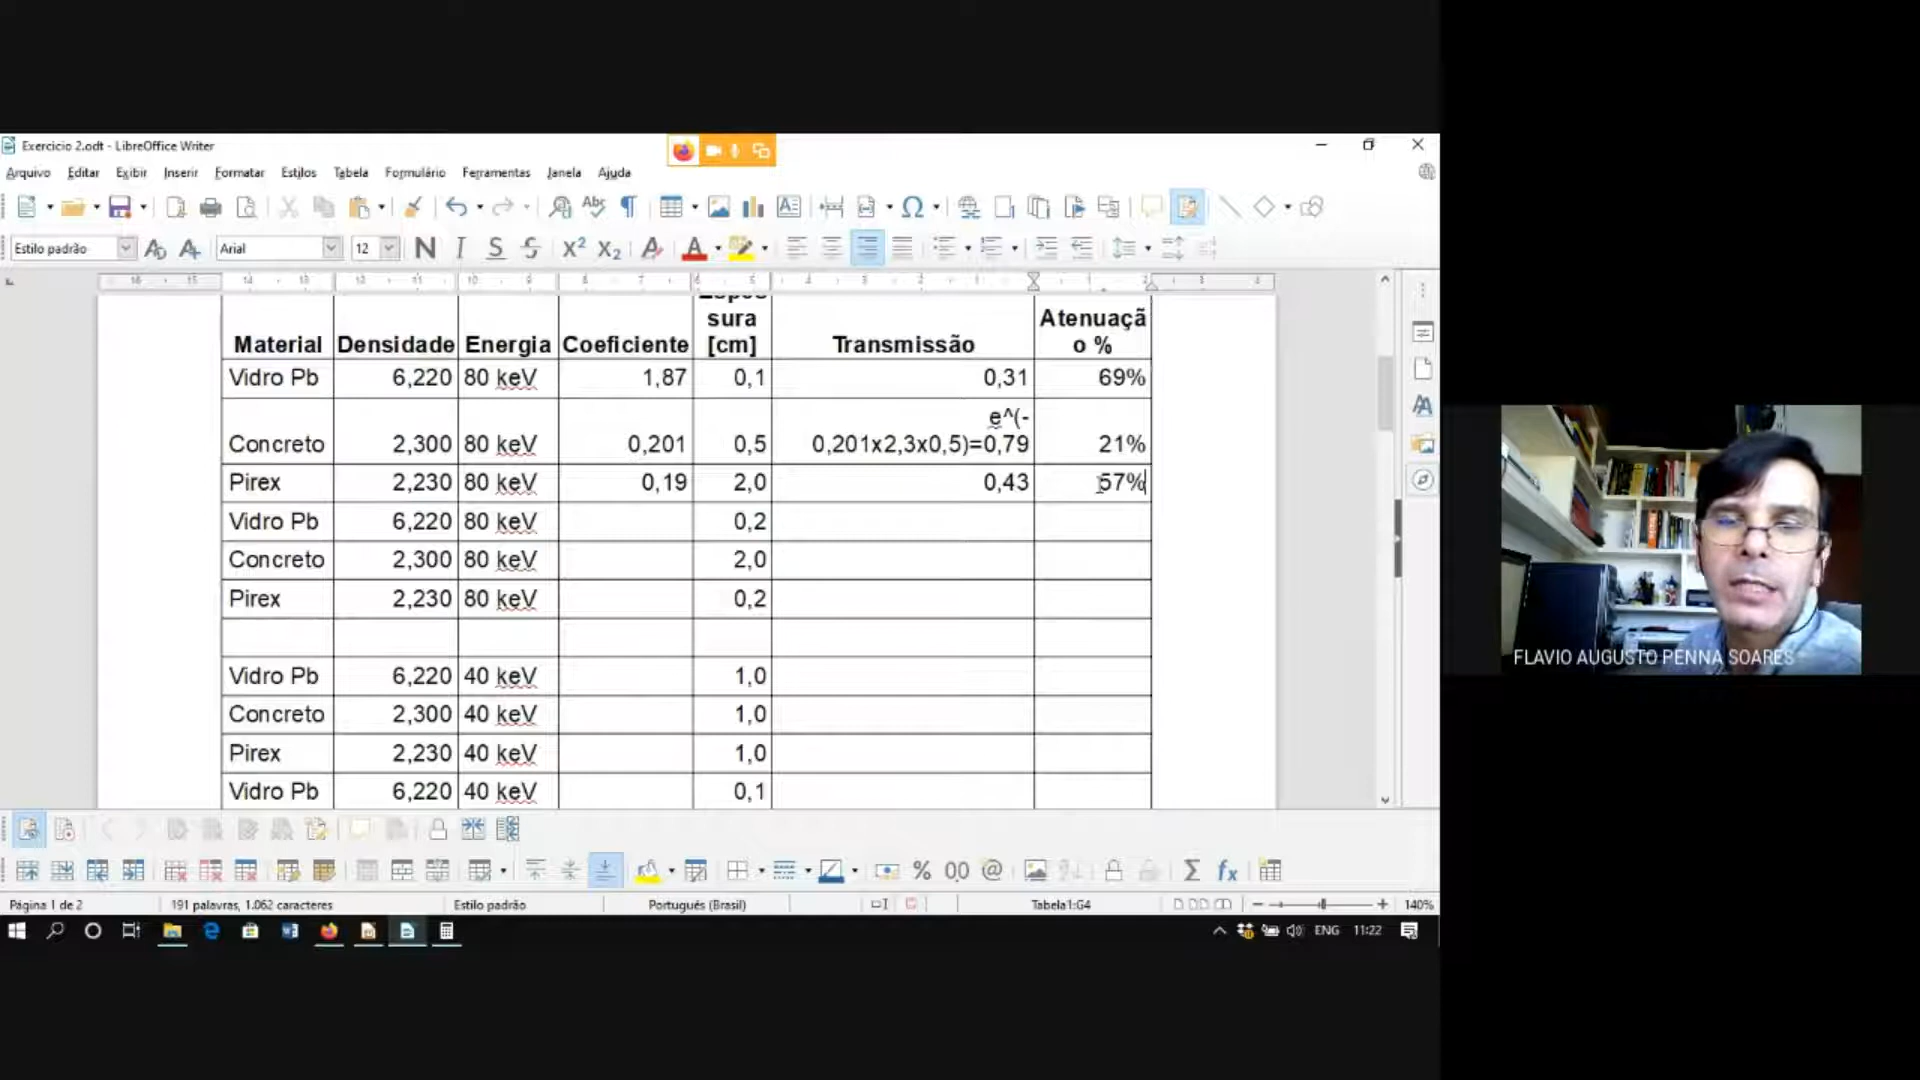 Exercicio 2.odt - LibreOffice Writer
Arquivo Editar Exibir Inserir Formatar Estilos Tabela Formulário Ferramentas Janela Ajuda
Estilo padrão Arial 12 N I S S X² X₂
Espes
sura
[cm]
Atenuaçã
o %
Material Densidade Energia Coeficiente Transmissão
Vidro Pb 6,220 80 keV 1,87 0,1 0,31 69%
e^(-
Concreto 2,300 80 keV 0,201 0,5 0,201x2,3x0,5)=0,79 21%
Pirex 2,230 80 keV 0,19 2,0 0,43 57%
Vidro Pb 6,220 80 keV 0,2
Concreto 2,300 80 keV 2,0
Pirex 2,230 80 keV 0,2
Vidro Pb 6,220 40 keV 1,0
Concreto 2,300 40 keV 1,0
Pirex 2,230 40 keV 1,0
Vidro Pb 6,220 40 keV 0,1
Página 1 de 2 191 palavras, 1.062 caracteres Estilo padrão Português (Brasil) Tabela1:G4 140%
ENG 11:22
FLAVIO AUGUSTO PENNA SOARES